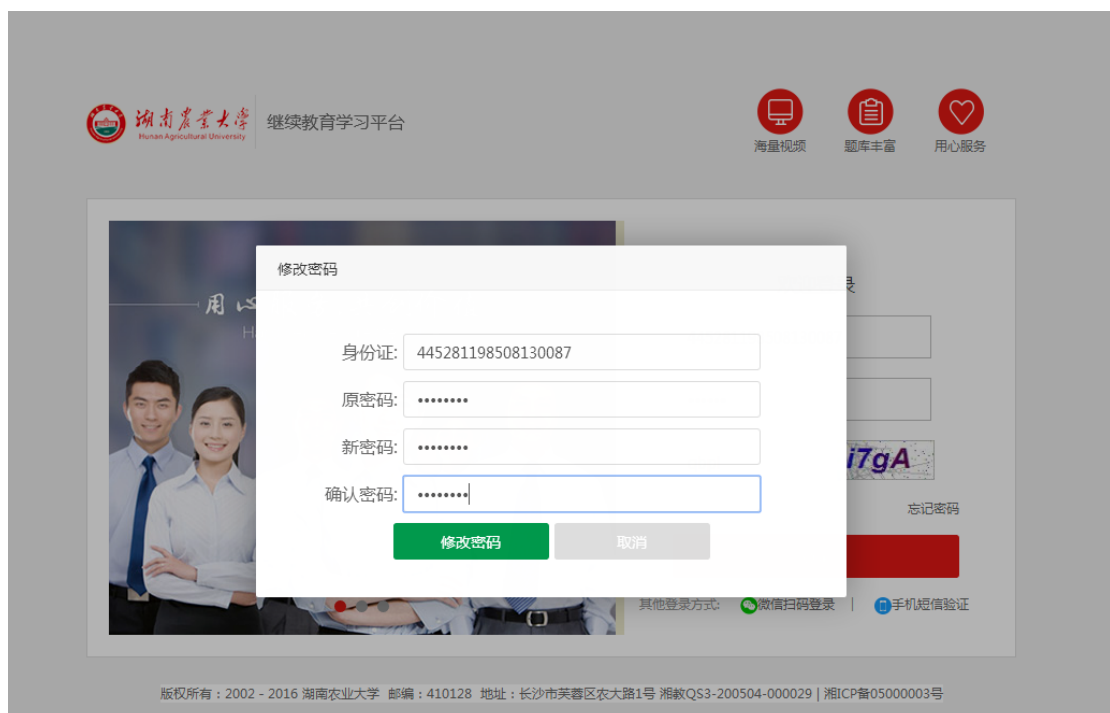 湖南农业大学
Hunan Agricultural University
继续教育学习平台
海量视频
题库丰富
用心服务
用心
修改密码
身份证: 445281198508130087
原密码: ••••••••
新密码: ••••••••
确认密码: ••••••••
修改密码
取消
录
i7gA
忘记密码
其他登录方式: 微信扫码登录 | 手机短信验证
版权所有:2002 - 2016 湖南农业大学 邮编:410128 地址:长沙市芙蓉区农大路1号 湘教QS3-200504-000029 | 湘ICP备05000003号